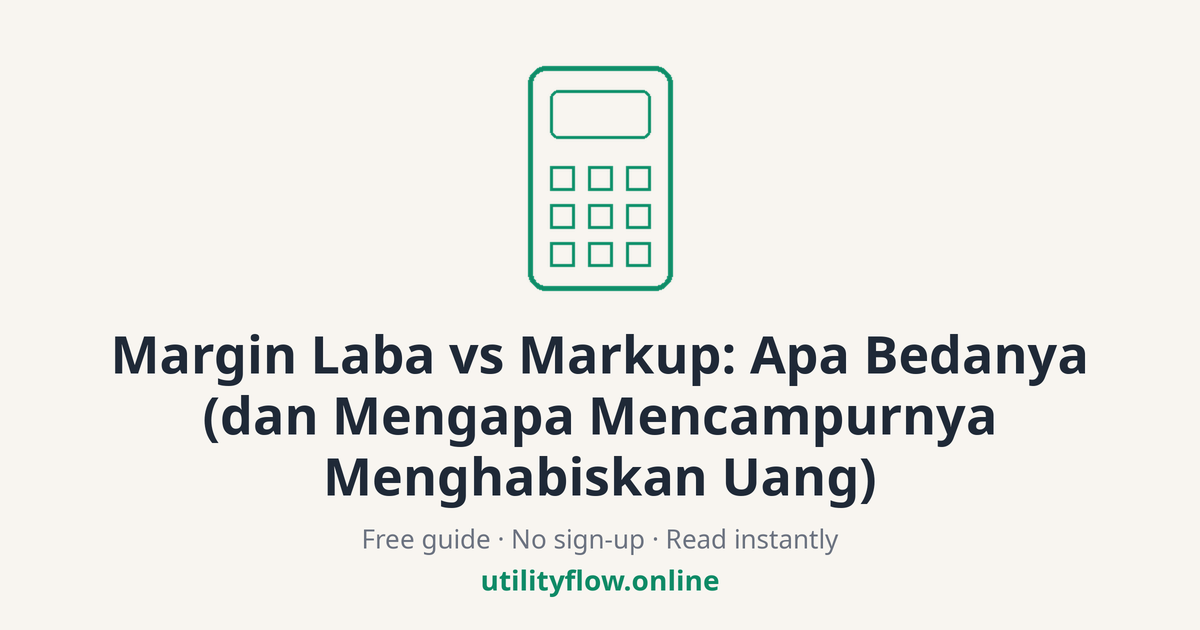 Margin Laba vs Markup: Apa Bedanya
(dan Mengapa Mencampurnya
Menghabiskan Uang)
Free guide · No sign-up · Read instantly
utilityflow.online